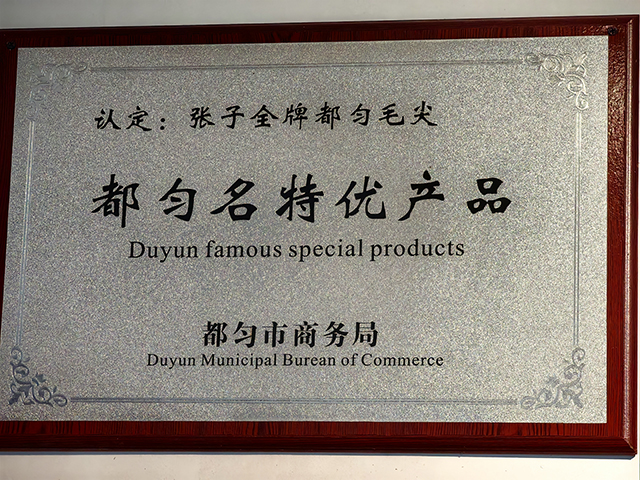 认定：张子全牌都匀毛尖
都匀名特优产品
Duyun famous special products
都匀市商务局
Duyun Municipal Burean of Commerce